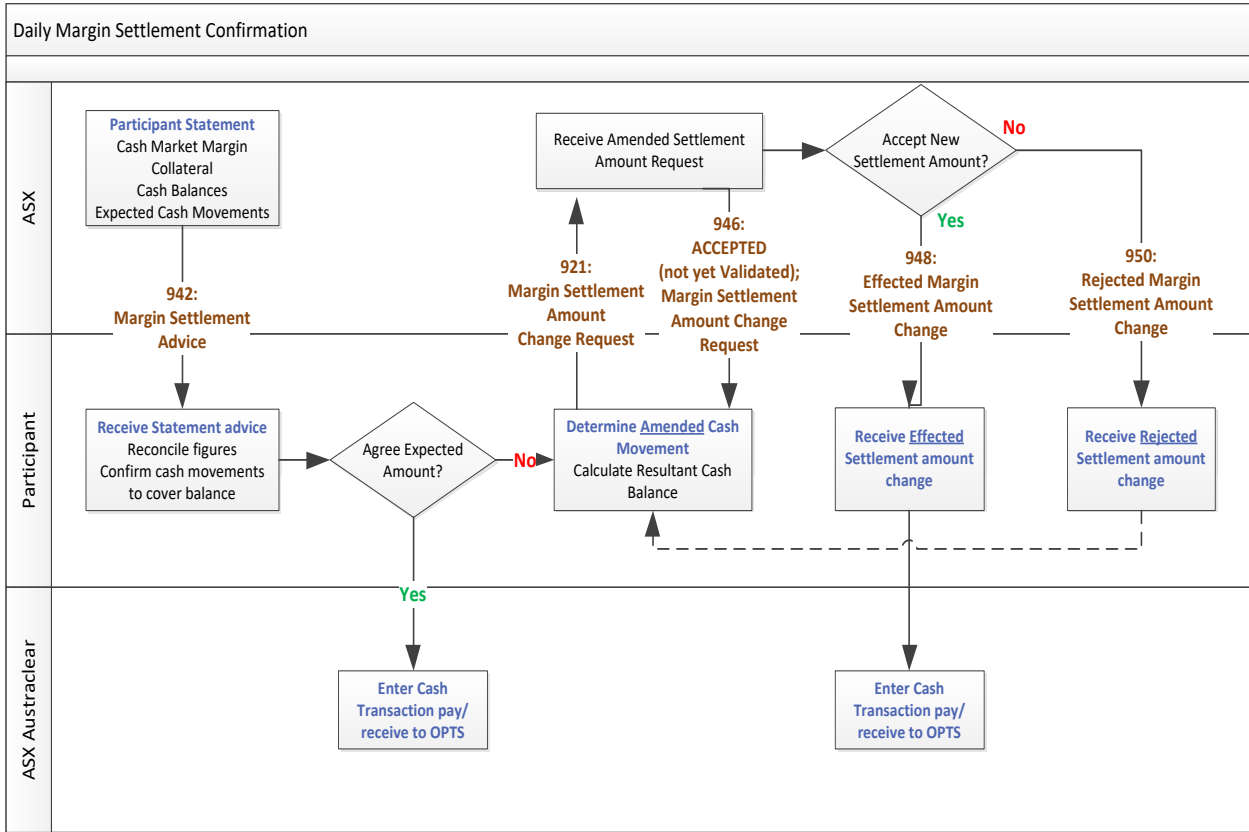 Daily Margin Settlement Confirmation
ASX
Participant Statement
Cash Market Margin
Collateral
Cash Balances
Expected Cash Movements
Receive Amended Settlement
Amount Request
Accept New
Settlement Amount?
No
Yes
942:
Margin Settlement
Advice
921:
Margin Settlement
Amount
Change Request
946:
ACCEPTED
(not yet Validated);
Margin Settlement
Amount Change
Request
948:
Effected Margin
Settlement Amount
Change
950:
Rejected Margin
Settlement Amount
Change
Participant
Receive Statement advice
Reconcile figures
Confirm cash movements
to cover balance
Agree Expected
Amount?
No
Yes
Determine Amended Cash
Movement
Calculate Resultant Cash
Balance
Receive Effected
Settlement amount
change
Receive Rejected
Settlement amount
change
ASX Austraclear
Enter Cash
Transaction pay/
receive to OPTS
Enter Cash
Transaction pay/
receive to OPTS